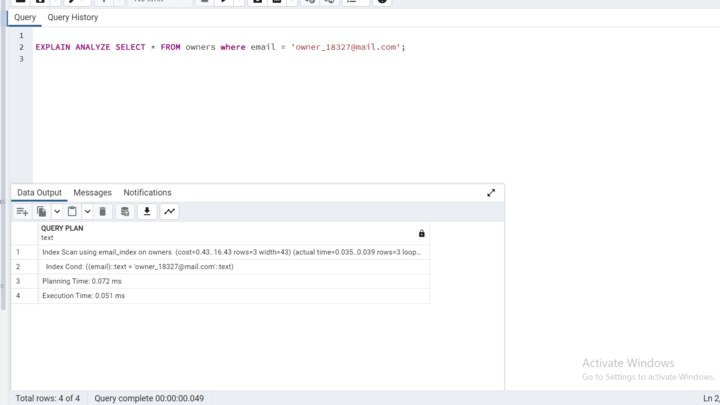 Query Query History
1
2 EXPLAIN ANALYZE SELECT * FROM owners where email = 'owner_18327@mail.com';
3
Data Output Messages Notifications
QUERY PLAN
text
1 Index Scan using email_index on owners (cost=0.43..16.43 rows=3 width=43) (actual time=0.035..0.039 rows=3 loop...
2 Index Cond: ((email)::text = 'owner_18327@mail.com'::text)
3 Planning Time: 0.072 ms
4 Execution Time: 0.051 ms
Activate Windows
Go to Settings to activate Windows.
Total rows: 4 of 4 Query complete 00:00:00.049
Ln 2,